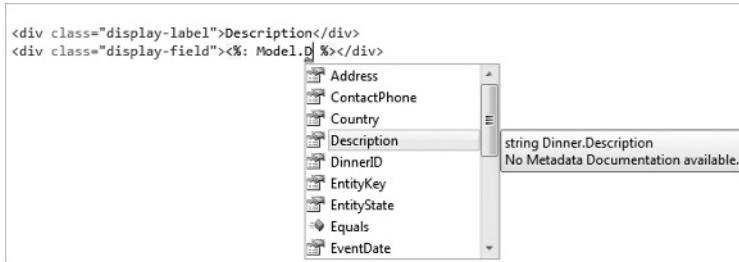 <div class="display-label">Description</div>
<div class="display-field"><%: Model.D %></div>
Address
ContactPhone
Country
Description
string Dinner.Description
No Metadata Documentation available.
DinnerID
EntityKey
EntityState
Equals
EventDate